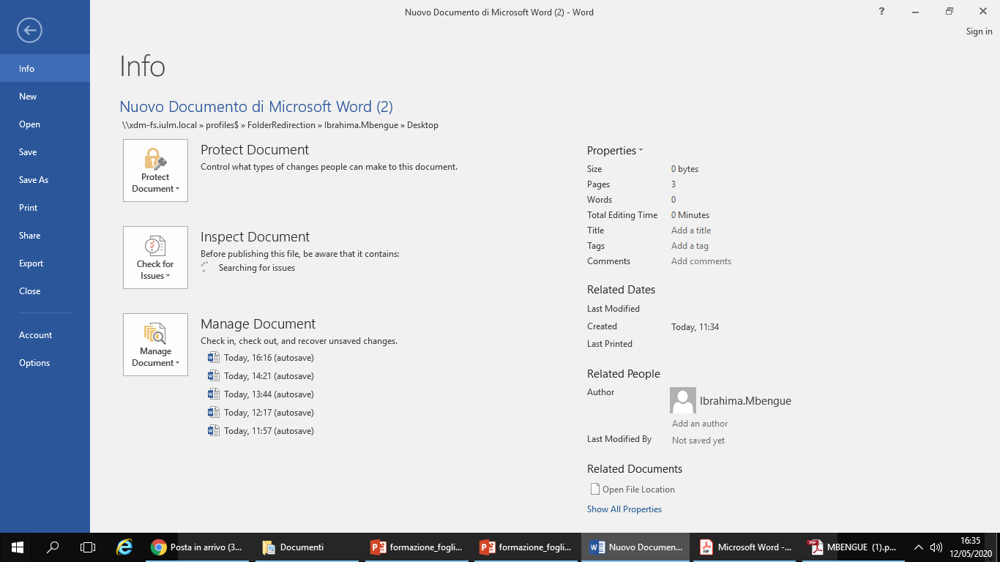 Nuovo Documento di Microsoft Word (2) - Word
?
Sign in
Info
New
Open
Save
Save As
Print
Share
Export
Close
Account
Options
Info
Nuovo Documento di Microsoft Word (2)
\\xdm-fs.iulm.local » profiles$ » FolderRedirection » Ibrahima.Mbengue » Desktop
Protect
Document
Protect Document
Control what types of changes people can make to this document.
Check for
Issues
Inspect Document
Before publishing this file, be aware that it contains:
Searching for issues
Manage
Document
Manage Document
Check in, check out, and recover unsaved changes.
Today, 16:16 (autosave)
Today, 14:21 (autosave)
Today, 13:44 (autosave)
Today, 12:17 (autosave)
Today, 11:57 (autosave)
Properties
Size 0 bytes
Pages 3
Words 0
Total Editing Time 0 Minutes
Title Add a title
Tags Add a tag
Comments Add comments
Related Dates
Last Modified
Created Today, 11:34
Last Printed
Related People
Author Ibrahima.Mbengue
Add an author
Last Modified By Not saved yet
Related Documents
Open File Location
Show All Properties
Posta in arrivo (3...
Documenti
formazione_fogli...
formazione_fogli...
Nuovo Documen...
Microsoft Word -...
MBENGUE (1).p...
16:35
12/05/2020